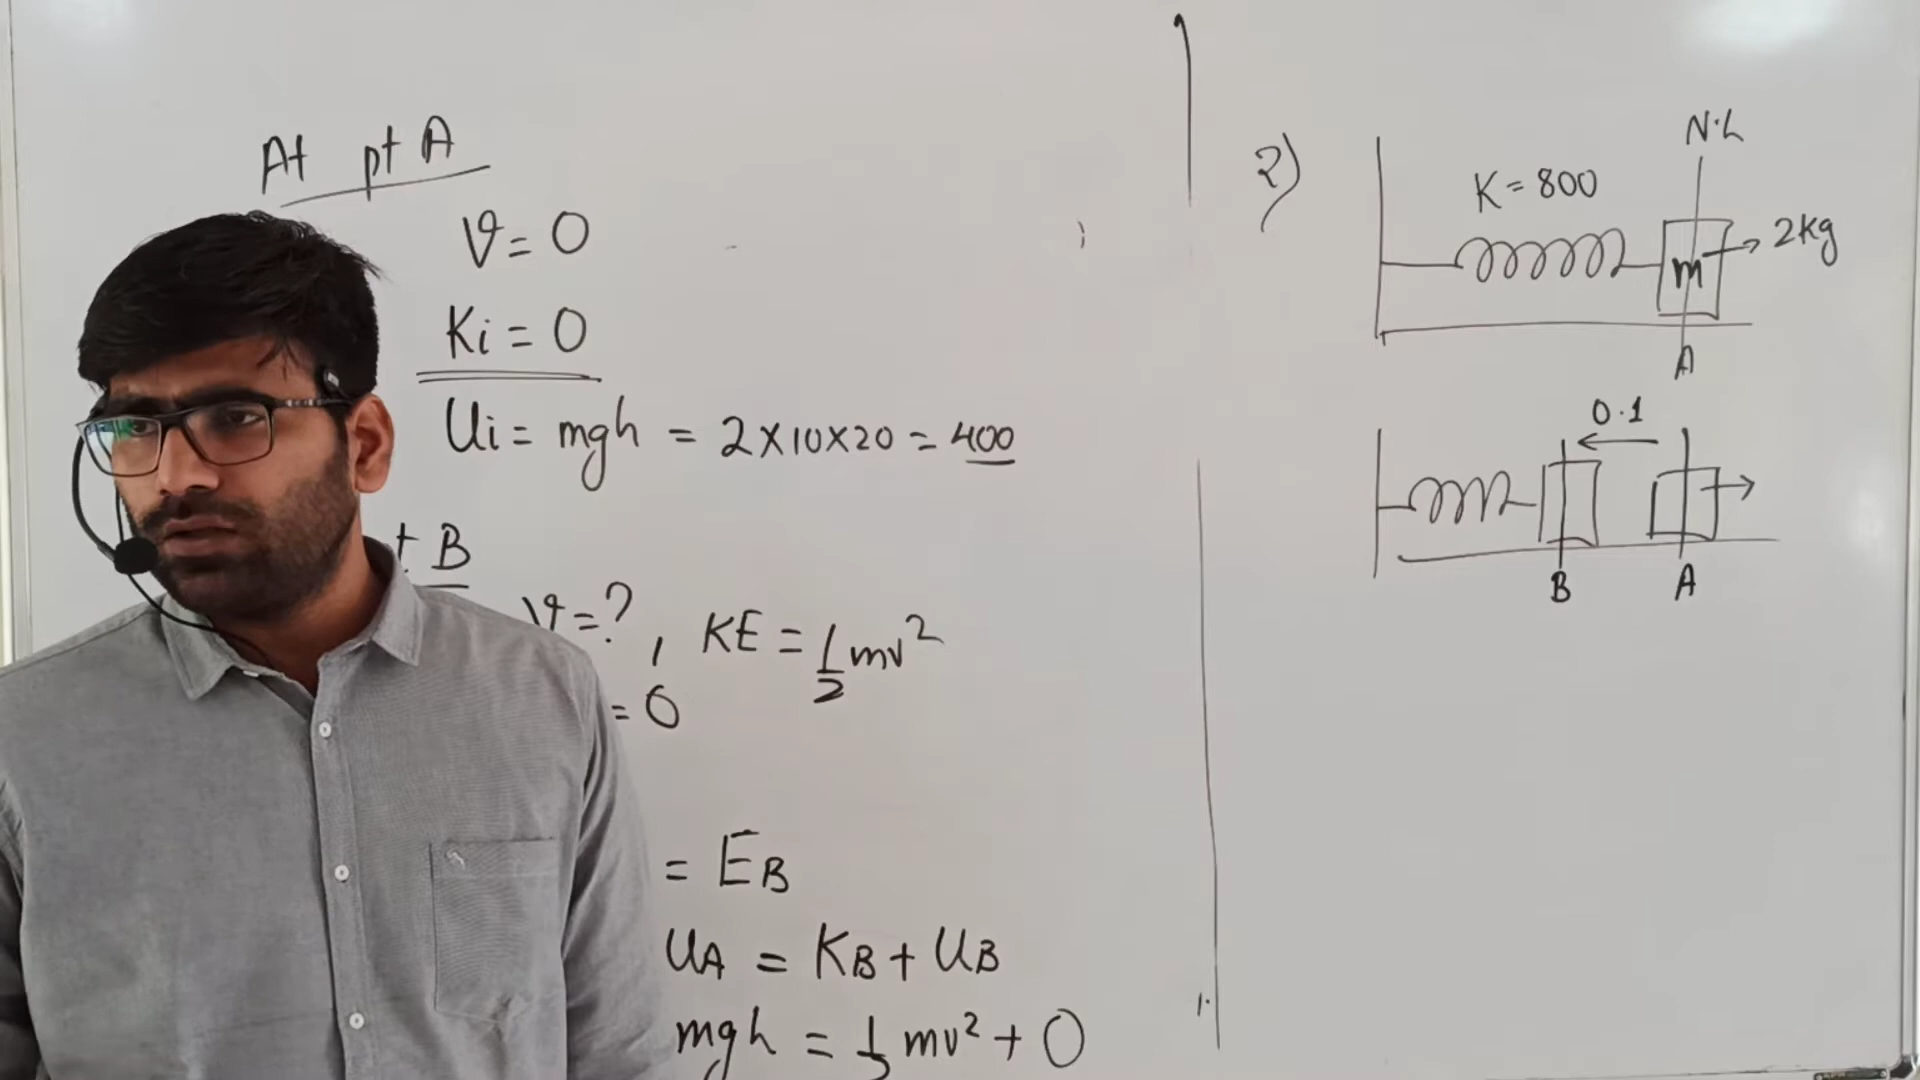 At pt A
V = 0
Ki = 0
Ui = mgh = 2 X 10 X 20 = 400
t B
V = ? , KE = 1/2 mv²
= 0
= EB
UA = KB + UB
mgh = 1/2 mv² + 0
2)
N.L
K = 800
m → 2kg
A
0.1
B A